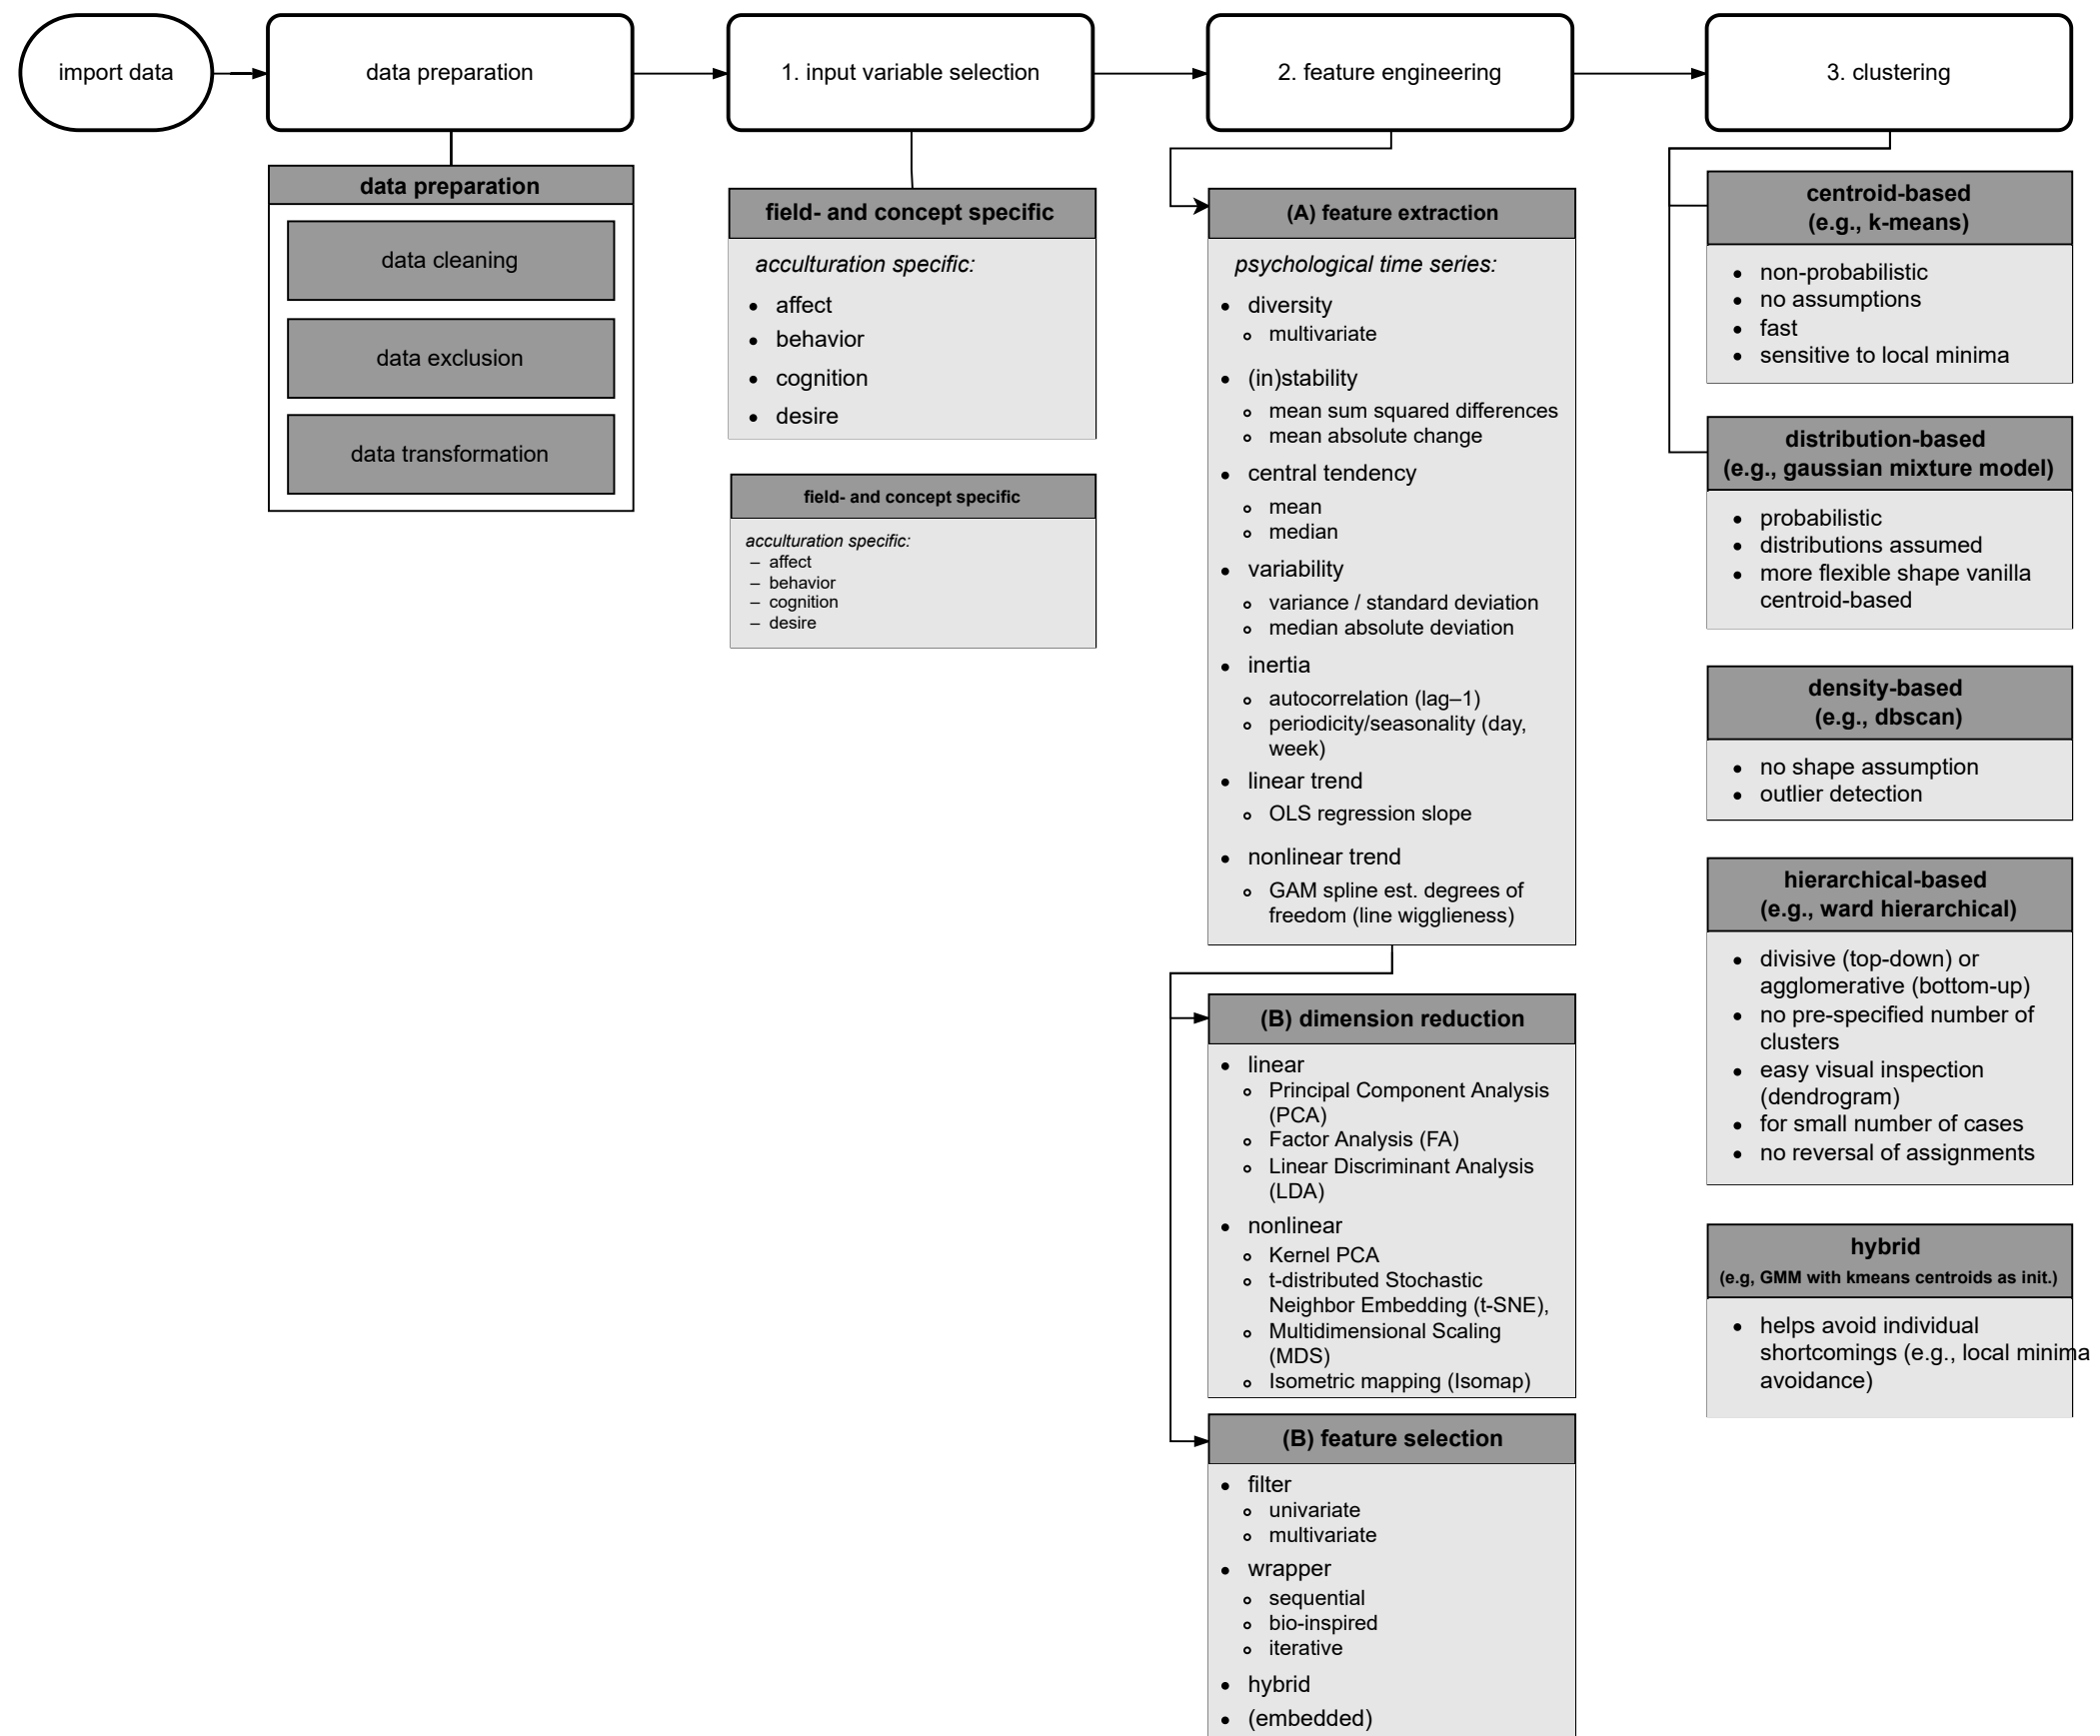 import data
data preparation
1. input variable selection
2. feature engineering
3. clustering
data preparation
data cleaning
data exclusion
data transformation
field- and concept specific
acculturation specific:
• affect
• behavior
• cognition
• desire
field- and concept specific
acculturation specific:
– affect
– behavior
– cognition
– desire
(A) feature extraction
psychological time series:
• diversity
∘ multivariate
• (in)stability
∘ mean sum squared differences
∘ mean absolute change
• central tendency
∘ mean
∘ median
• variability
∘ variance / standard deviation
∘ median absolute deviation
• inertia
∘ autocorrelation (lag–1)
∘ periodicity/seasonality (day,
week)
• linear trend
∘ OLS regression slope
• nonlinear trend
∘ GAM spline est. degrees of
freedom (line wigglieness)
(B) dimension reduction
• linear
∘ Principal Component Analysis
(PCA)
∘ Factor Analysis (FA)
∘ Linear Discriminant Analysis
(LDA)
• nonlinear
∘ Kernel PCA
∘ t-distributed Stochastic
Neighbor Embedding (t-SNE),
∘ Multidimensional Scaling
(MDS)
∘ Isometric mapping (Isomap)
(B) feature selection
• filter
∘ univariate
∘ multivariate
• wrapper
∘ sequential
∘ bio-inspired
∘ iterative
• hybrid
• (embedded)
centroid-based
(e.g., k-means)
• non-probabilistic
• no assumptions
• fast
• sensitive to local minima
distribution-based
(e.g., gaussian mixture model)
• probabilistic
• distributions assumed
• more flexible shape vanilla
centroid-based
density-based
(e.g., dbscan)
• no shape assumption
• outlier detection
hierarchical-based
(e.g., ward hierarchical)
• divisive (top-down) or
agglomerative (bottom-up)
• no pre-specified number of
clusters
• easy visual inspection
(dendrogram)
• for small number of cases
• no reversal of assignments
hybrid
(e.g, GMM with kmeans centroids as init.)
• helps avoid individual
shortcomings (e.g., local minima
avoidance)